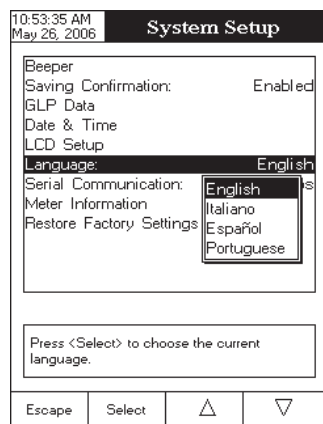 10:53:35 AM
May 26, 2006
System Setup
Beeper
Saving Confirmation: Enabled
GLP Data
Date & Time
LCD Setup
Language: English
Serial Communication:
Meter Information
Restore Factory Settings
English
Italiano
Español
Portuguese
Press <Select> to choose the current
language.
Escape Select